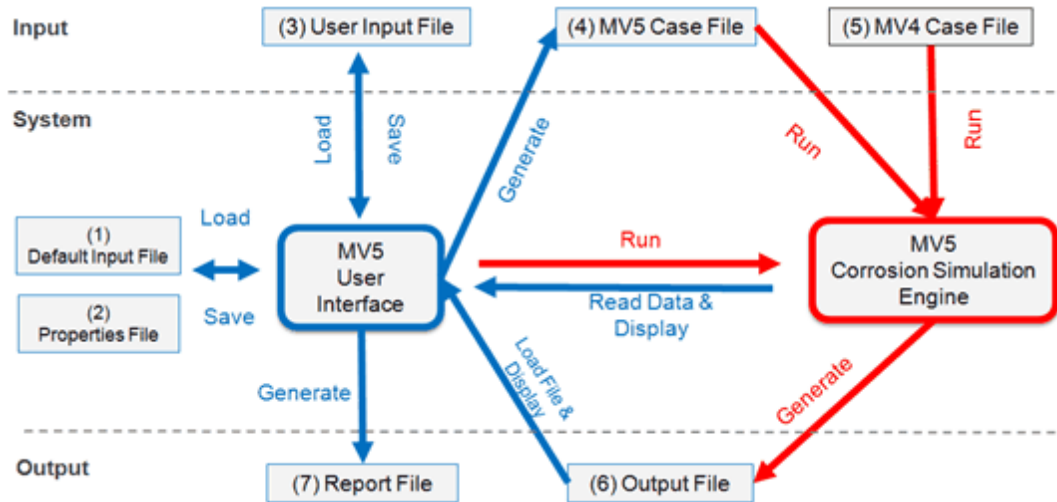 Input
(3) User Input File
(4) MV5 Case File
(5) MV4 Case File
System
Load
Save
Generate
Run
Run
(1)
Default Input File
(2)
Properties File
Load
Save
MV5
User
Interface
Run
Read Data &
Display
MV5
Corrosion Simulation
Engine
Generate
Load File &
Display
Generate
Output
(7) Report File
(6) Output File